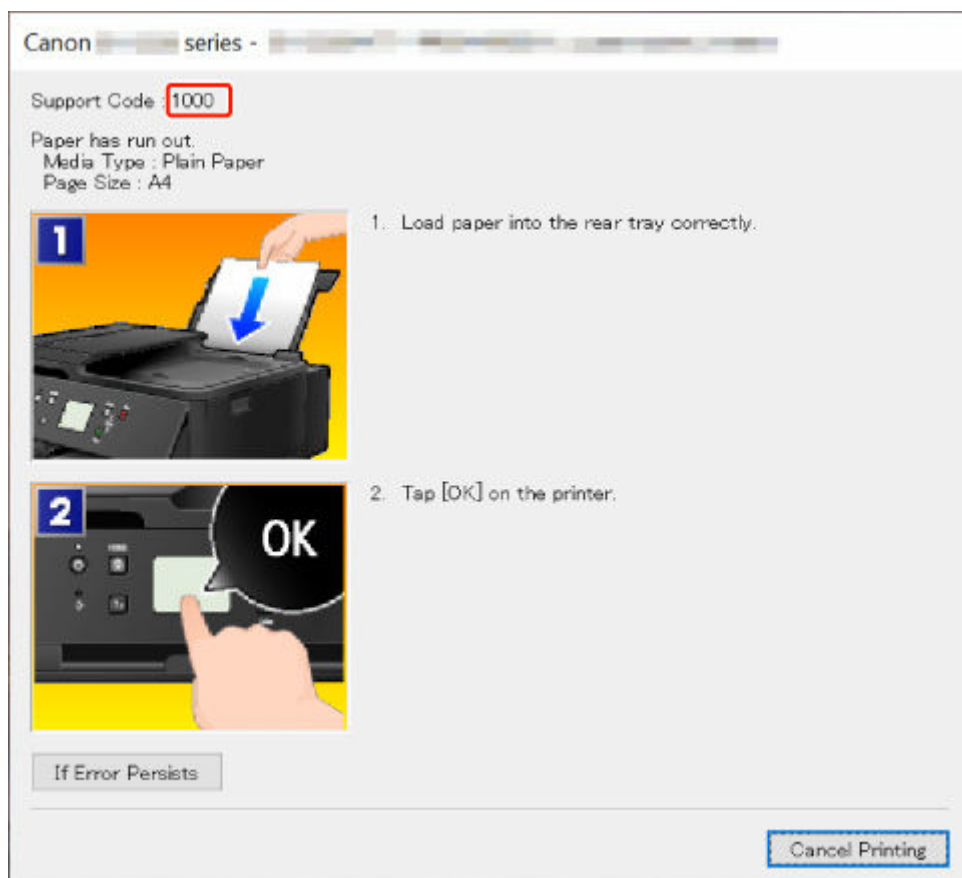 Canon series -
Support Code : 1000
Paper has run out.
Media Type : Plain Paper
Page Size : A4
1
1. Load paper into the rear tray correctly.
2
OK
2. Tap [OK] on the printer.
If Error Persists
Cancel Printing